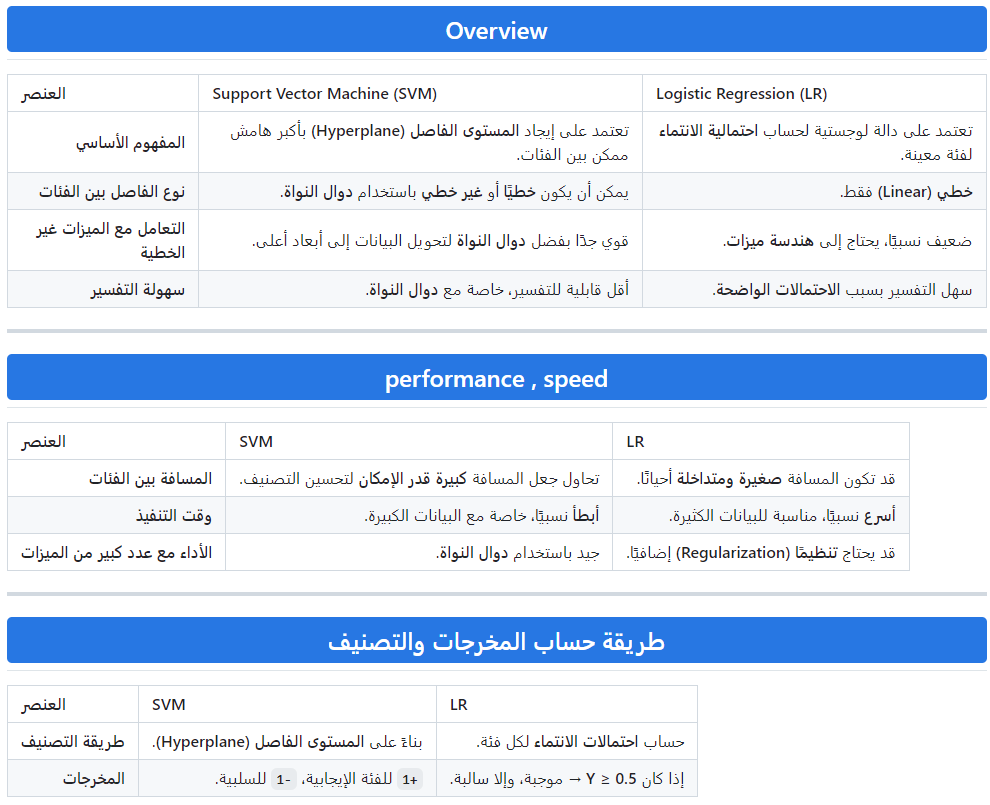 Overview
العنصر
Support Vector Machine (SVM)
Logistic Regression (LR)
المفهوم الأساسي
تعتمد على إيجاد المستوى الفاصل (Hyperplane) بأكبر هامش
ممكن بين الفئات.
تعتمد على دالة لوجستية لحساب احتمالية الانتماء
لفئة معينة.
نوع الفاصل بين الفئات
يمكن أن يكون خطيًا أو غير خطي باستخدام دوال النواة.
خطي (Linear) فقط.
التعامل مع الميزات غير
الخطية
قوي جدًا بفضل دوال النواة لتحويل البيانات إلى أبعاد أعلى.
ضعيف نسبيًا، يحتاج إلى هندسة ميزات.
سهولة التفسير
أقل قابلية للتفسير، خاصة مع دوال النواة.
سهل التفسير بسبب الاحتمالات الواضحة.
performance , speed
العنصر
SVM
LR
المسافة بين الفئات
تحاول جعل المسافة كبيرة قدر الإمكان لتحسين التصنيف.
قد تكون المسافة صغيرة ومتداخلة أحيانًا.
وقت التنفيذ
أبطأ نسبيًا، خاصة مع البيانات الكبيرة.
أسرع نسبيًا، مناسبة للبيانات الكثيرة.
الأداء مع عدد كبير من الميزات
جيد باستخدام دوال النواة.
قد يحتاج تنظيمًا (Regularization) إضافيًا.
طريقة حساب المخرجات والتصنيف
العنصر
SVM
LR
طريقة التصنيف
بناءً على المستوى الفاصل (Hyperplane).
حساب احتمالات الانتماء لكل فئة.
المخرجات
+1 للفئة الإيجابية، -1 للسلبية.
إذا كان Y ≥ 0.5 → موجبة، وإلا سالبة.